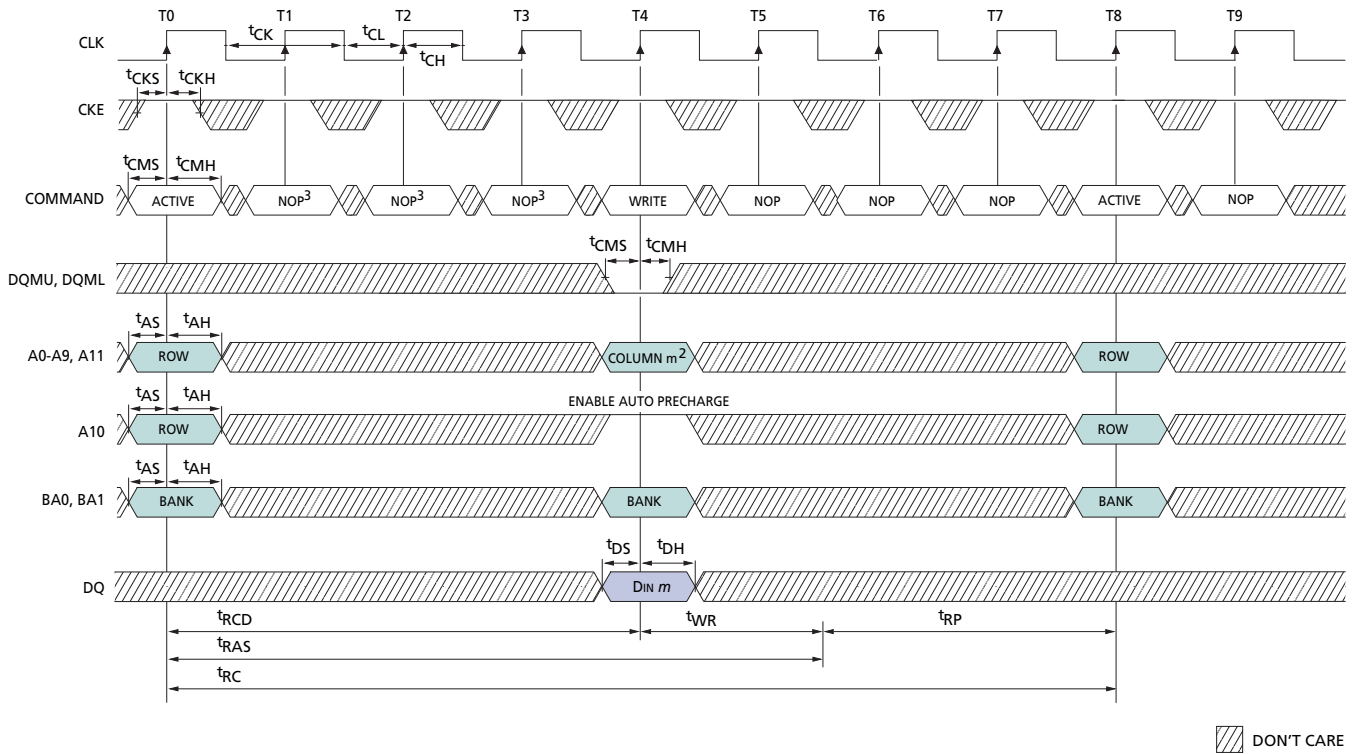 T0 T1 T2 T4 T3 T5 T6 T7 T8 T9
CLK
tCK tCL
tCH
tCKS tCKH
CKE
tCMS tCMH
COMMAND ACTIVE NOP3 NOP3 NOP3 WRITE NOP NOP NOP ACTIVE NOP
tCMS tCMH
DQMU, DQML
tAS tAH
A0-A9, A11 ROW COLUMN m2 ROW
ENABLE AUTO PRECHARGE
tAS tAH
A10 ROW ROW
tAS tAH
BA0, BA1 BANK BANK BANK
tDS tDH
DQ DIN m
tRCD tWR tRP
tRAS
tRC
DON'T CARE